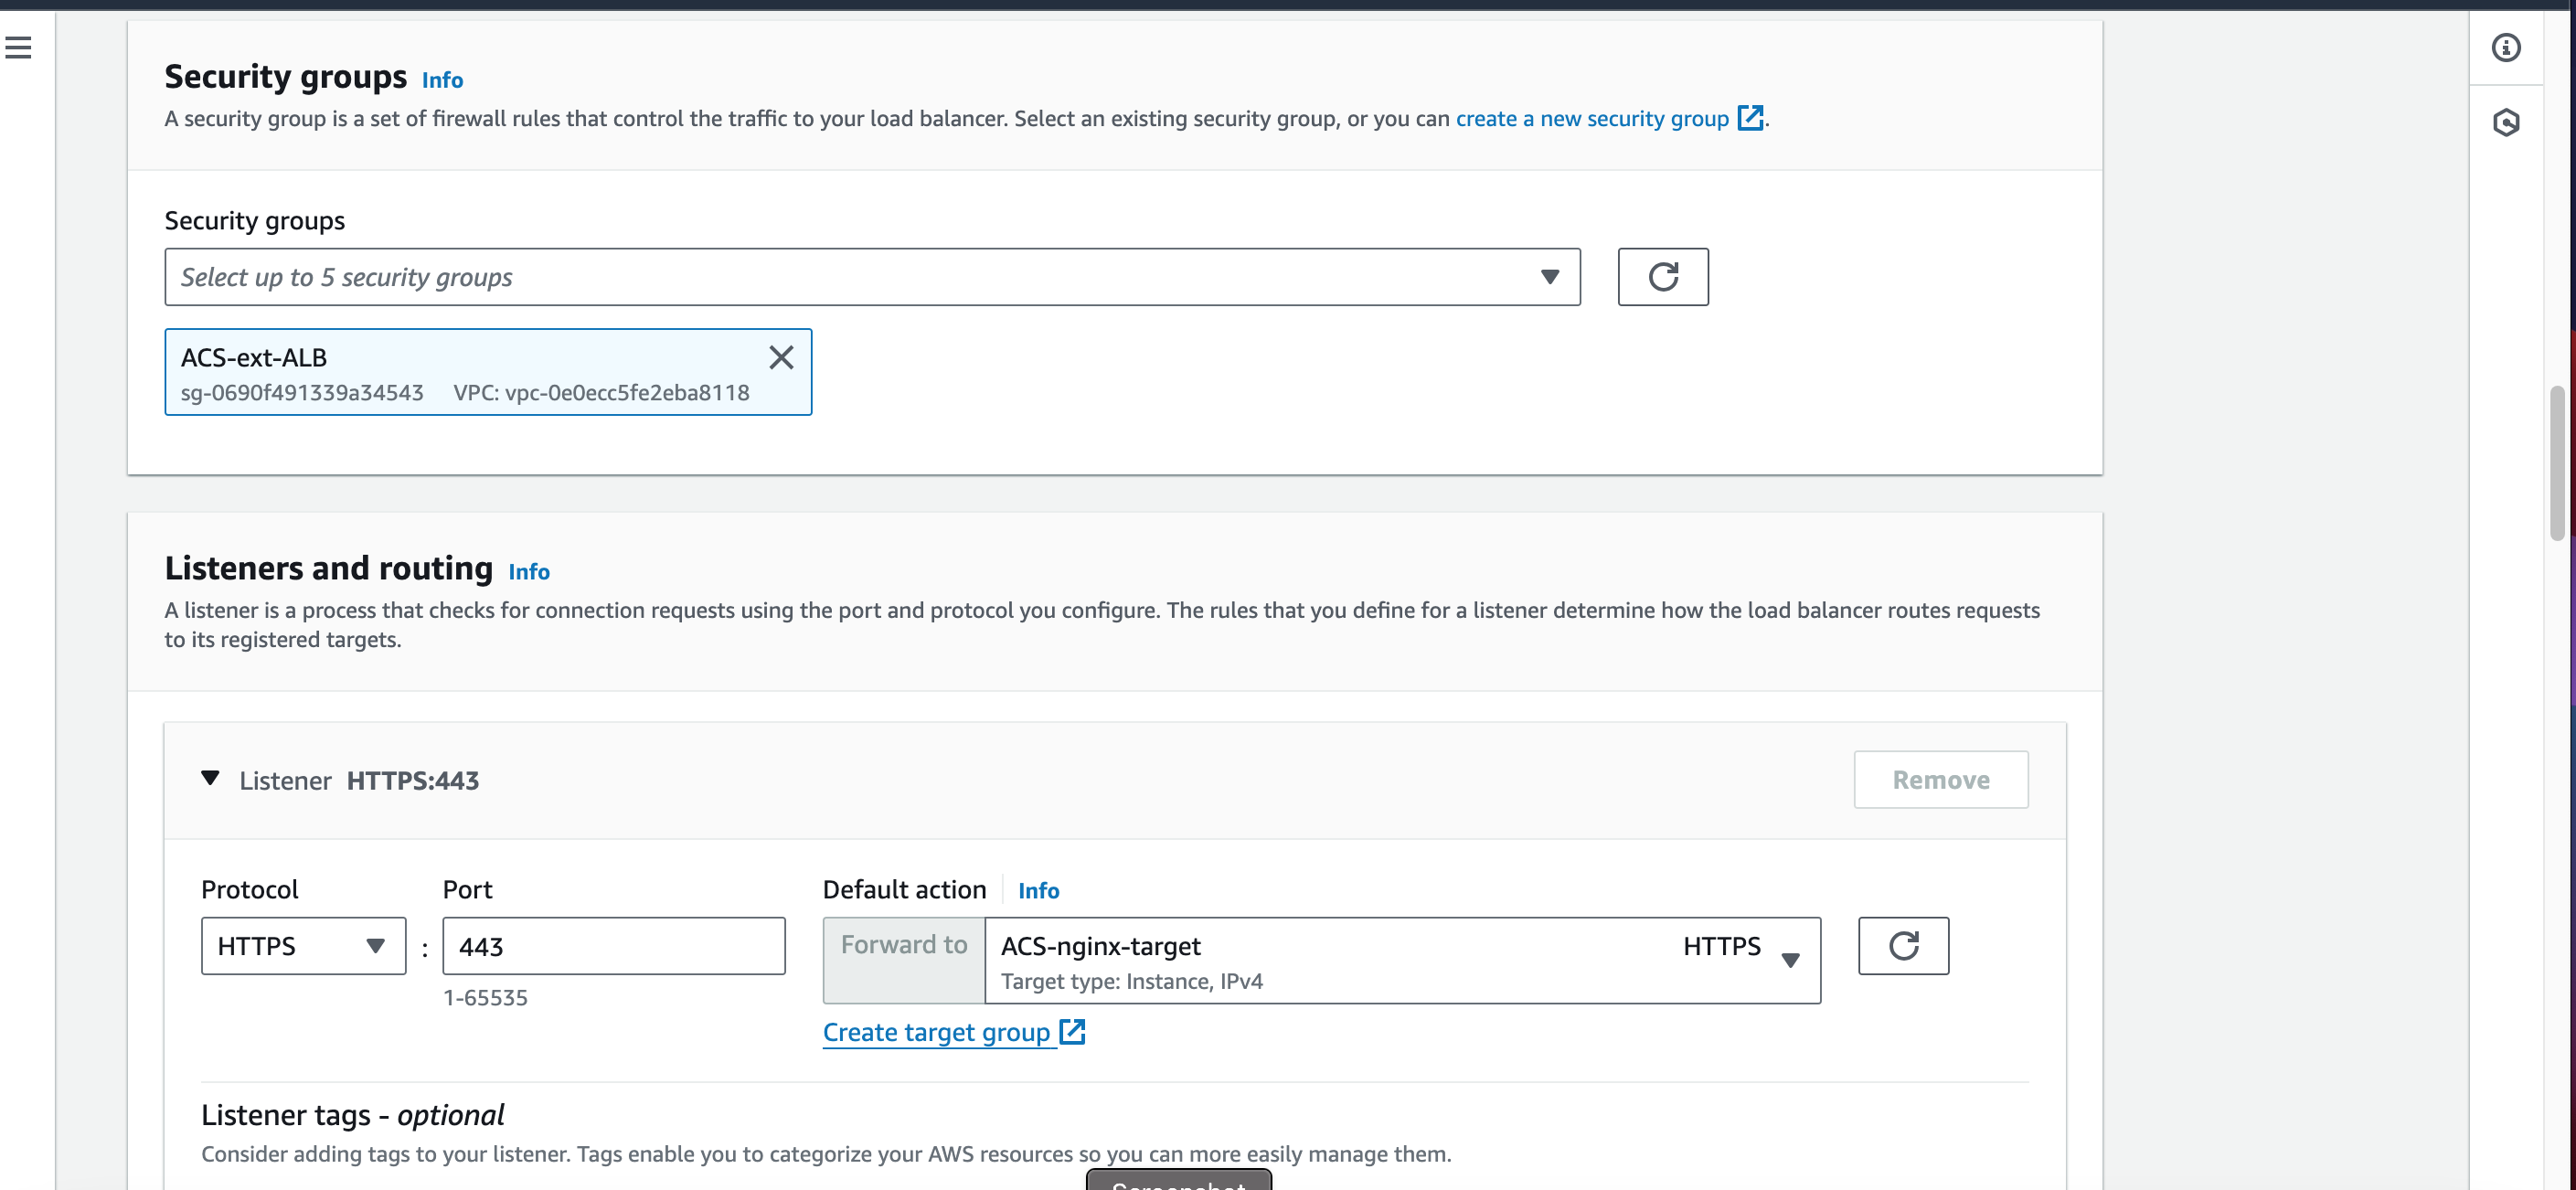 Security groups Info
A security group is a set of firewall rules that control the traffic to your load balancer. Select an existing security group, or you can create a new security group.
Security groups
Select up to 5 security groups
ACS-ext-ALB
sg-0690f491339a34543 VPC: vpc-0e0ecc5fe2eba8118
Listeners and routing Info
A listener is a process that checks for connection requests using the port and protocol you configure. The rules that you define for a listener determine how the load balancer routes requests
to its registered targets.
Listener HTTPS:443
Remove
Protocol Port Default action Info
HTTPS : 443 Forward to ACS-nginx-target HTTPS
Target type: Instance, IPv4
1-65535
Create target group
Listener tags - optional
Consider adding tags to your listener. Tags enable you to categorize your AWS resources so you can more easily manage them.
Screenshot